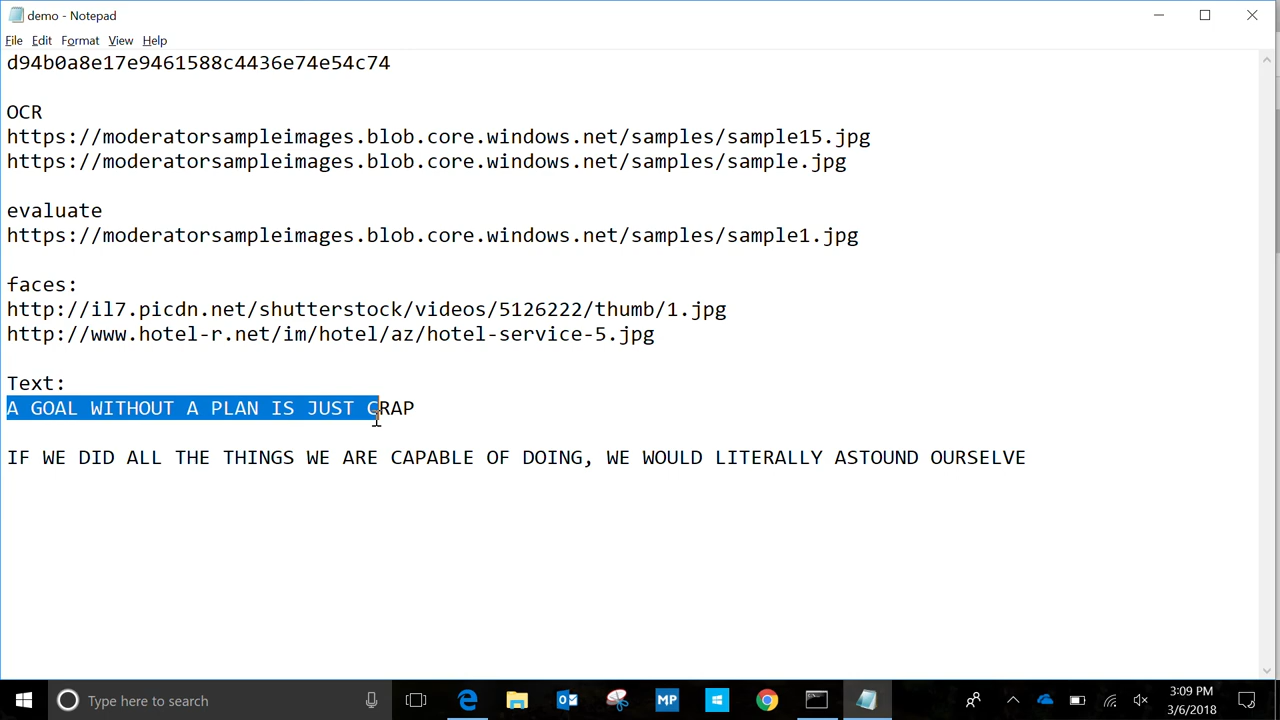 demo - Notepad
File Edit Format View Help
d94b0a8e17e9461588c4436e74e54c74
OCR
https://moderatorsampleimages.blob.core.windows.net/samples/sample15.jpg
https://moderatorsampleimages.blob.core.windows.net/samples/sample.jpg
evaluate
https://moderatorsampleimages.blob.core.windows.net/samples/sample1.jpg
faces:
http://il7.picdn.net/shutterstock/videos/5126222/thumb/1.jpg
http://www.hotel-r.net/im/hotel/az/hotel-service-5.jpg
Text:
A GOAL WITHOUT A PLAN IS JUST CRAP
IF WE DID ALL THE THINGS WE ARE CAPABLE OF DOING, WE WOULD LITERALLY ASTOUND OURSELVE
Type here to search
MP
3:09 PM
3/6/2018